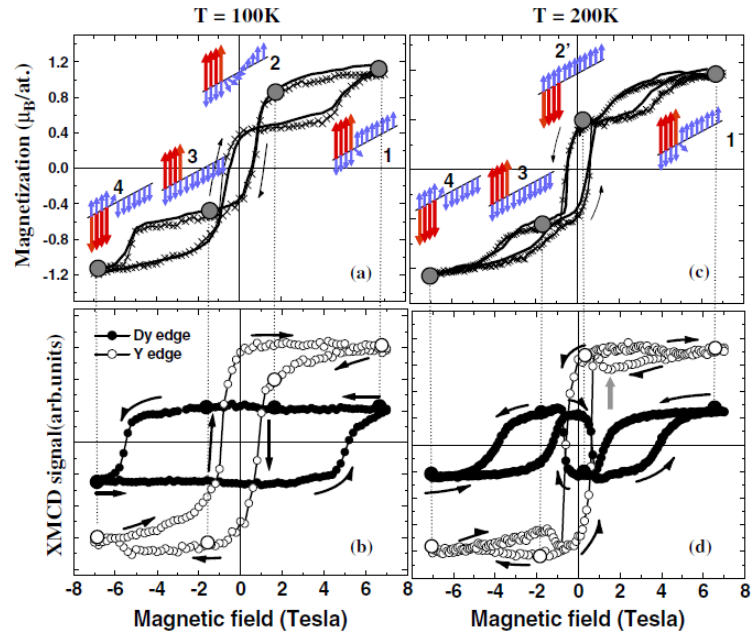 T = 100K
T = 200K
Magnetization (μB/at.)
1.2
0.8
0.4
0.0
-0.4
-0.8
-1.2
2
1
3
4
(a)
2'
1
3
4
(c)
XMCD signal(arb.units)
Dy edge
Y edge
(b)
(d)
-8 -6 -4 -2 0 2 4 6 8
-8 -6 -4 -2 0 2 4 6 8
Magnetic field (Tesla)
Magnetic field (Tesla)